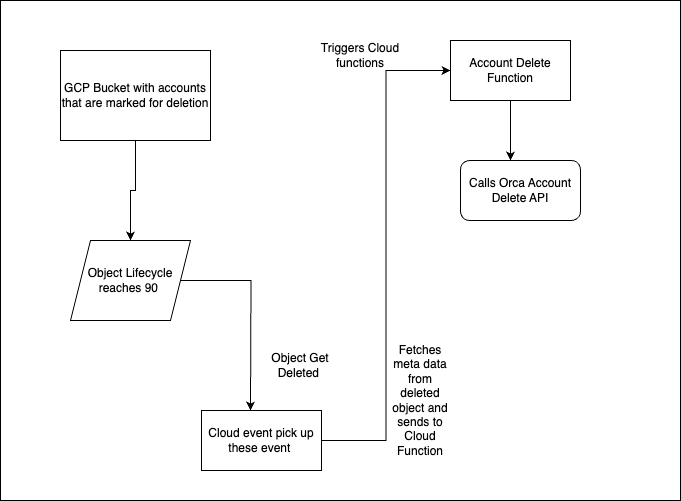 GCP Bucket with accounts
that are marked for deletion
Object Lifecycle
reaches 90
Object Get
Deleted
Cloud event pick up
these event
Fetches
meta data
from
deleted
object and
sends to
Cloud
Function
Triggers Cloud
functions
Account Delete
Function
Calls Orca Account
Delete API